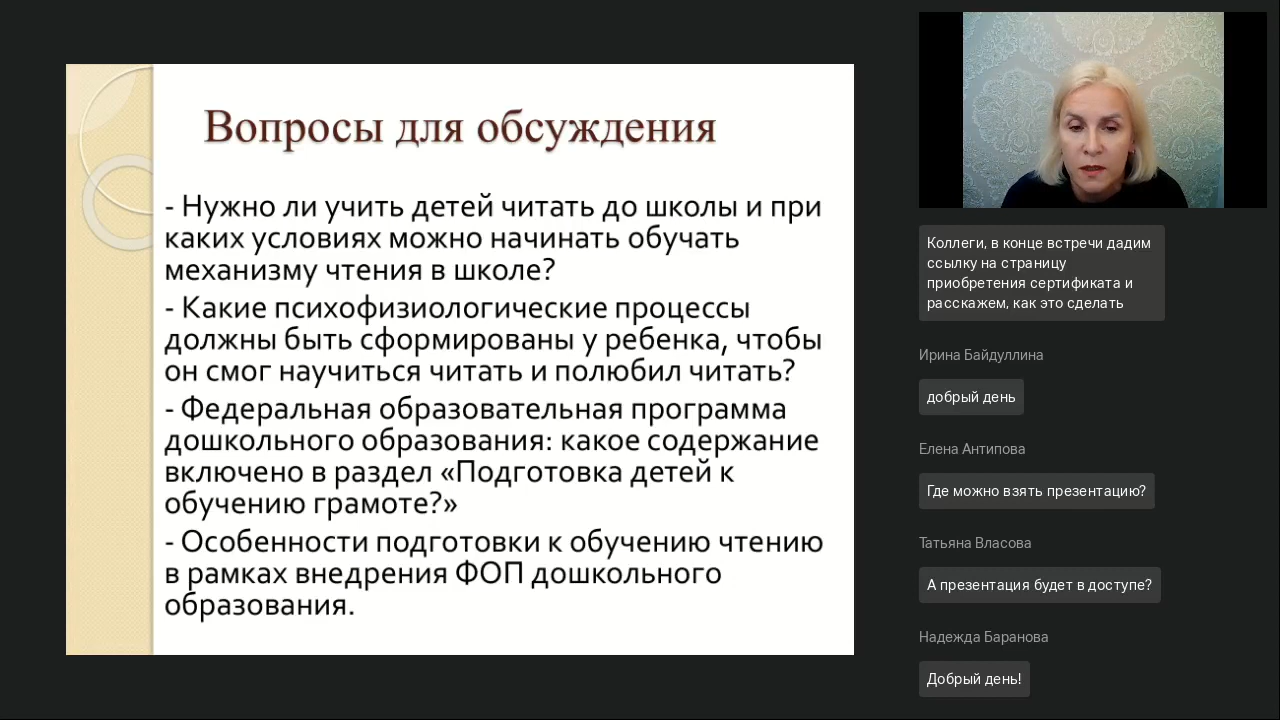 Вопросы для обсуждения
- Нужно ли учить детей читать до школы и при
каких условиях можно начинать обучать
механизму чтения в школе?
- Какие психофизиологические процессы
должны быть сформированы у ребенка, чтобы
он смог научиться читать и полюбил читать?
- Федеральная образовательная программа
дошкольного образования: какое содержание
включено в раздел «Подготовка детей к
обучению грамоте?»
- Особенности подготовки к обучению чтению
в рамках внедрения ФОП дошкольного
образования.
Коллеги, в конце встречи дадим
ссылку на страницу
приобретения сертификата и
расскажем, как это сделать
Ирина Байдуллина
добрый день
Елена Антипова
Где можно взять презентацию?
Татьяна Власова
А презентация будет в доступе?
Надежда Баранова
Добрый день!